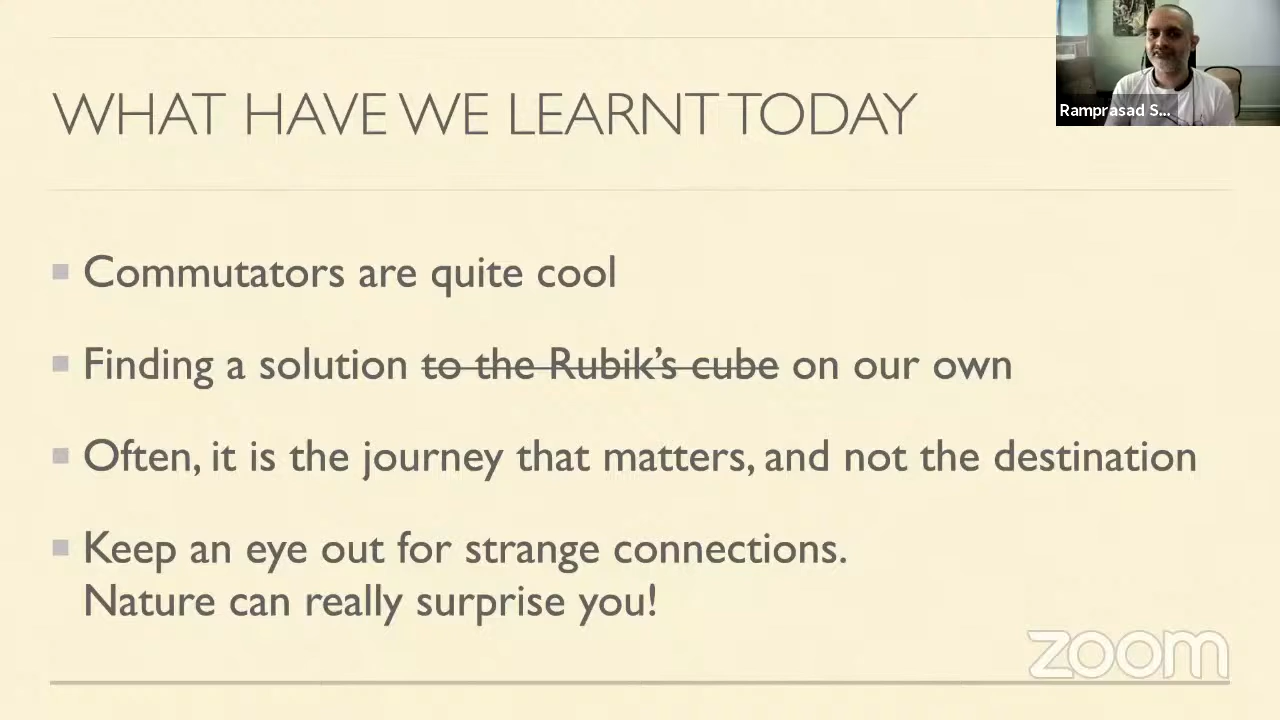 WHAT HAVE WE LEARNT TODAY
Ramprasad S...
Commutators are quite cool
Finding a solution to the Rubik's cube on our own
Often, it is the journey that matters, and not the destination
Keep an eye out for strange connections.
Nature can really surprise you!
zoom